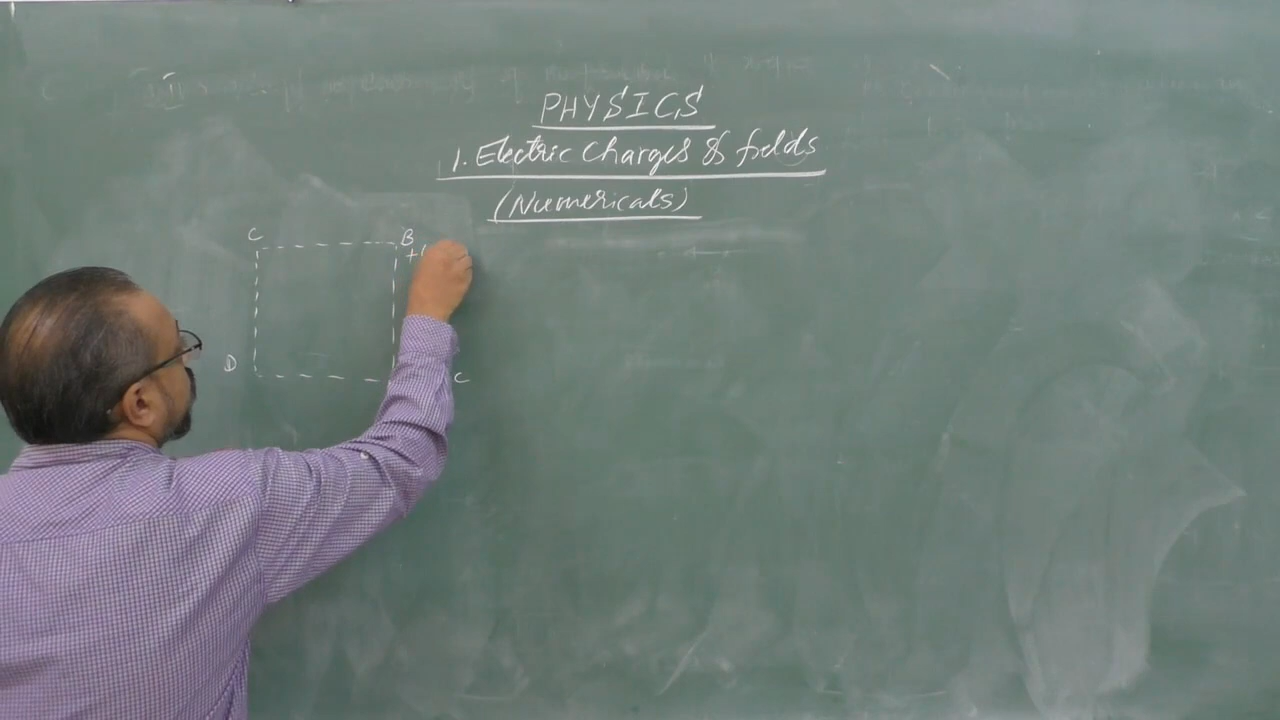 PHYSICS
1. Electric Charges & fields
(Numericals)
C
B
+
D
C